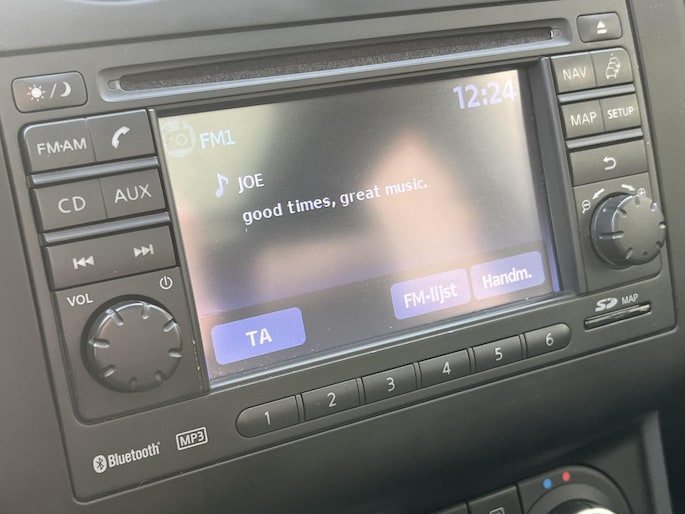 12:24
FM1
JOE
good times, great music.
TA
FM-lijst
Handm.
FM·AM
CD
AUX
VOL
NAV
MAP
SETUP
SD MAP
1 2 3 4 5 6
Bluetooth
MP3